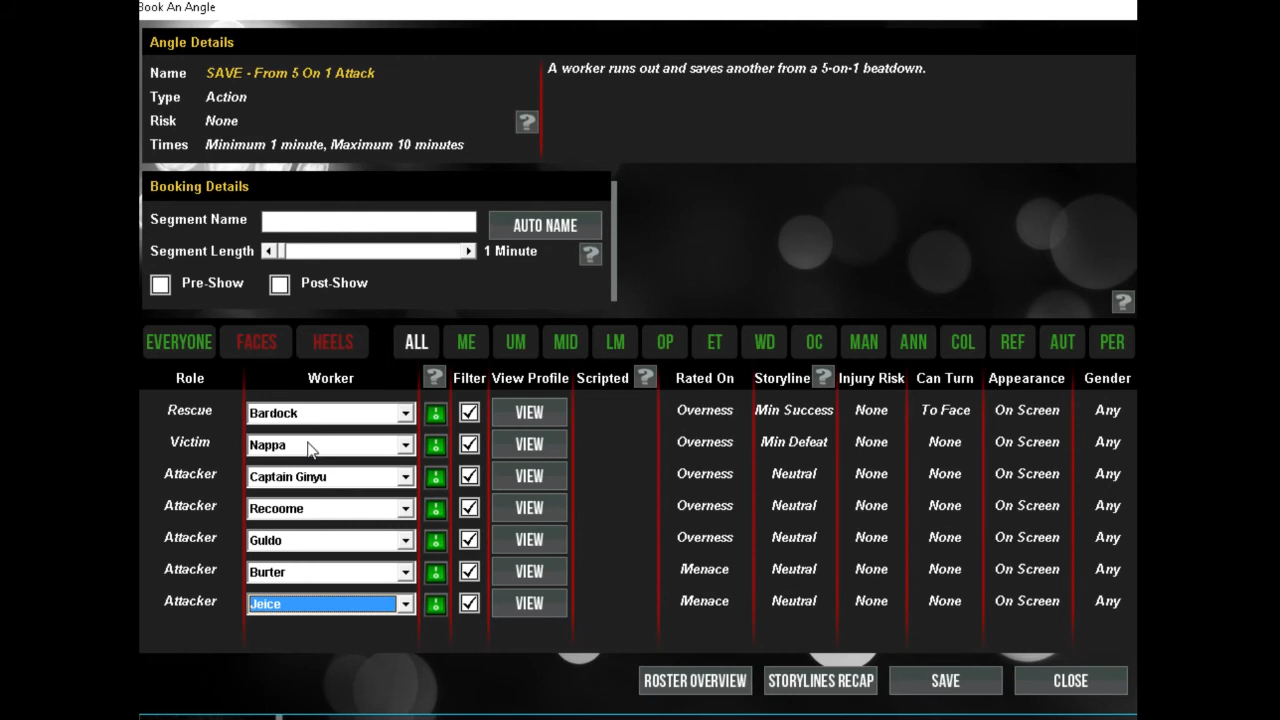 Book An Angle
Angle Details
Name SAVE - From 5 On 1 Attack
A worker runs out and saves another from a 5-on-1 beatdown.
Type Action
Risk None ?
Times Minimum 1 minute, Maximum 10 minutes
Booking Details
Segment Name AUTO NAME
Segment Length 1 Minute ?
Pre-Show Post-Show
?
EVERYONE FACES HEELS ALL ME UM MID LM OP ET WD OC MAN ANN COL REF AUT PER
Role Worker ? Filter View Profile Scripted ? Rated On Storyline ? Injury Risk Can Turn Appearance Gender
Rescue Bardock VIEW Overness Min Success None To Face On Screen Any
Victim Nappa VIEW Overness Min Defeat None None On Screen Any
Attacker Captain Ginyu VIEW Overness Neutral None None On Screen Any
Attacker Recoome VIEW Overness Neutral None None On Screen Any
Attacker Guldo VIEW Overness Neutral None None On Screen Any
Attacker Burter VIEW Menace Neutral None None On Screen Any
Attacker Jeice VIEW Menace Neutral None None On Screen Any
ROSTER OVERVIEW STORYLINES RECAP SAVE CLOSE